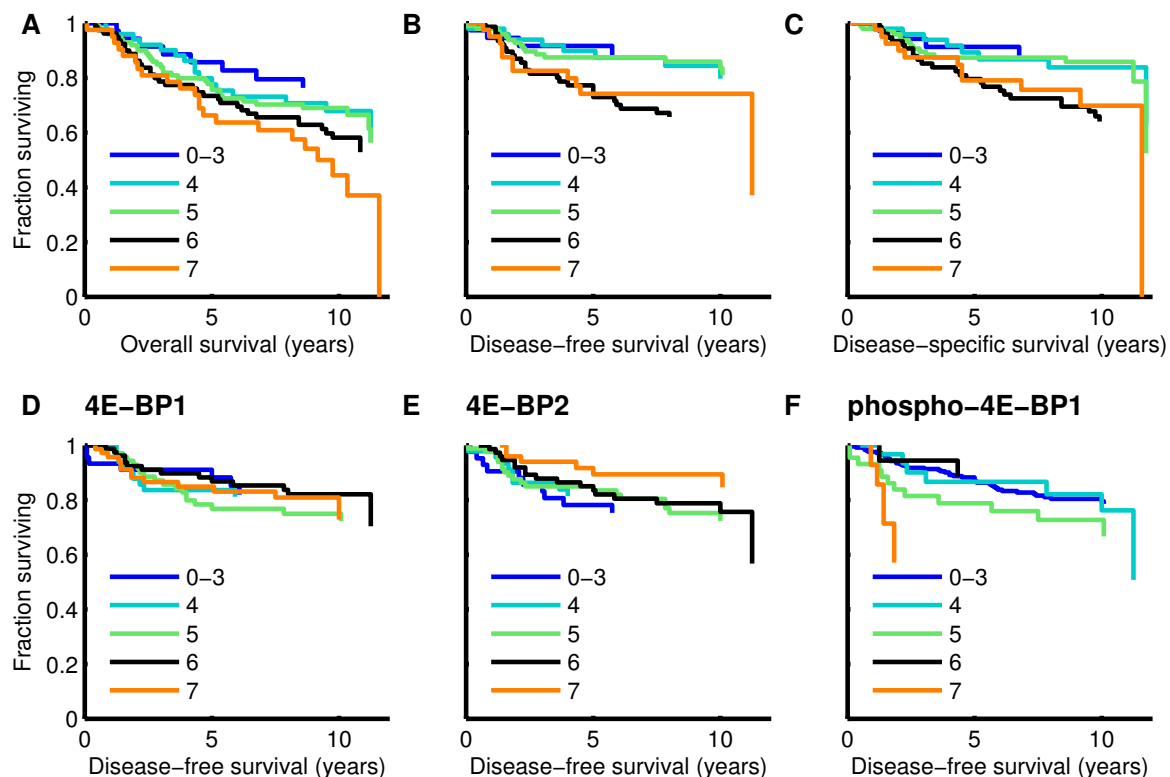 A
Fraction surviving
1
0.8
0.6
0.4
0.2
0
0-3
4
5
6
7
0 5 10
Overall survival (years)
B
0-3
4
5
6
7
0 5 10
Disease-free survival (years)
C
0-3
4
5
6
7
0 5 10
Disease-specific survival (years)
D 4E-BP1
Fraction surviving
1
0.8
0.6
0.4
0.2
0
0-3
4
5
6
7
0 5 10
Disease-free survival (years)
E 4E-BP2
0-3
4
5
6
7
0 5 10
Disease-free survival (years)
F phospho-4E-BP1
0-3
4
5
6
7
0 5 10
Disease-free survival (years)